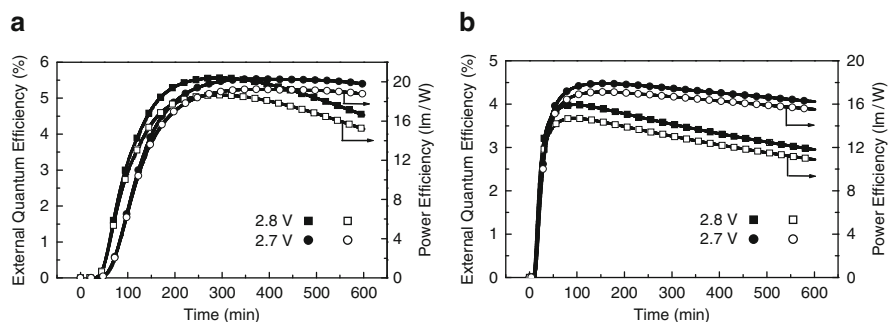 a
External Quantum Efficiency (%)
6
5
4
3
2
1
0
0 100 200 300 400 500 600
Time (min)
20
16
12
8
4
0
Power Efficiency (lm / W)
2.8 V
2.7 V
b
External Quantum Efficiency (%)
5
4
3
2
1
0
0 100 200 300 400 500 600
Time (min)
20
16
12
8
4
0
Power Efficiency (lm / W)
2.8 V
2.7 V